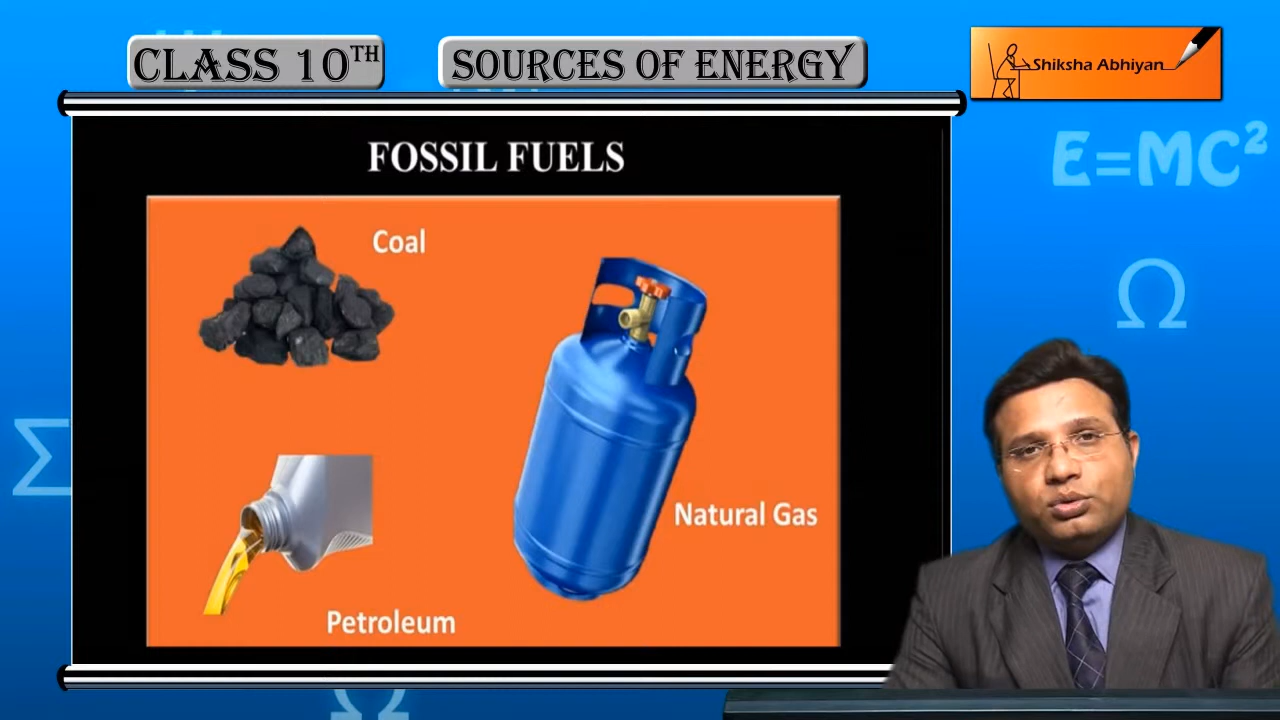 CLASS 10TH
SOURCES OF ENERGY
Shiksha Abhiyan
FOSSIL FUELS
E=MC²
Coal
Ω
Σ
Natural Gas
Petroleum
Ω